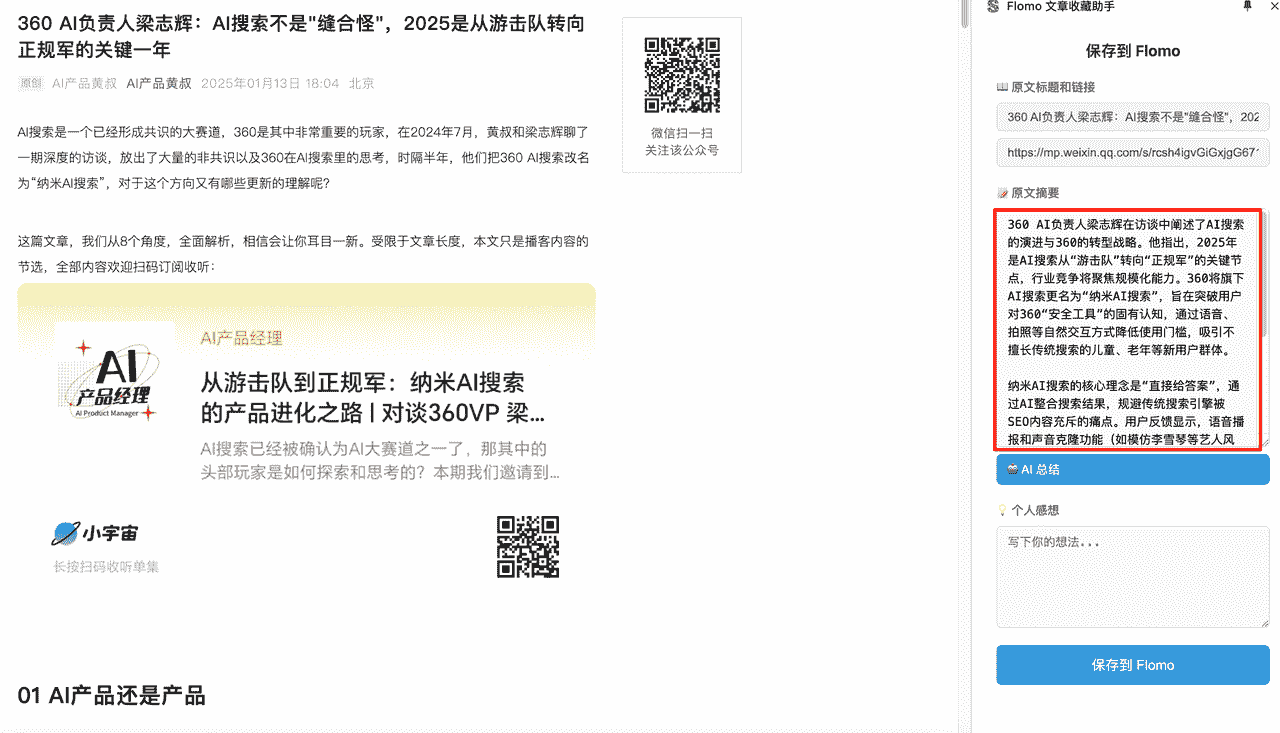 360 AI负责人梁志辉：AI搜索不是"缝合怪"，2025是从游击队转向
正规军的关键一年
原创 AI产品黄叔 AI产品黄叔 2025年01月13日 18:04 北京
AI搜索是一个已经形成共识的大赛道，360是其中非常重要的玩家，在2024年7月，黄叔和梁志辉聊了
一期深度的访谈，放出了大量的非共识以及360在AI搜索里的思考，时隔半年，他们把360 AI搜索改名
为“纳米AI搜索”，对于这个方向又有哪些更新的理解呢？
这篇文章，我们从8个角度，全面解析，相信会让你耳目一新。受限于文章长度，本文只是播客内容的
节选，全部内容欢迎扫码订阅收听：
AI
产品经理
AI Product Manager
AI产品经理
从游击队到正规军：纳米AI搜索
的产品进化之路 | 对谈360VP 梁...
AI搜索已经被确认为AI大赛道之一了，那其中的
头部玩家是如何探索和思考的？本期我们邀请到...
小宇宙
长按扫码收听单集
01 AI产品还是产品
微信扫一扫
关注该公众号
Flomo 文章收藏助手
保存到 Flomo
原文标题和链接
360 AI负责人梁志辉：AI搜索不是"缝合怪"，202
https://mp.weixin.qq.com/s/rcsh4igvGiGxjgG671
原文摘要
360 AI负责人梁志辉在访谈中阐述了AI搜索
的演进与360的转型战略。他指出，2025年
是AI搜索从“游击队”转向“正规军”的关键节
点，行业竞争将聚焦规模化能力。360将旗下
AI搜索更名为“纳米AI搜索”，旨在突破用户
对360“安全工具”的固有认知，通过语音、
拍照等自然交互方式降低使用门槛，吸引不
擅长传统搜索的儿童、老年等新用户群体。
纳米AI搜索的核心理念是“直接给答案”，通
过AI整合搜索结果，规避传统搜索引擎被
SEO内容充斥的痛点。用户反馈显示，语音播
报和声音克隆功能（如模仿李雪琴等艺人风
AI 总结
个人感想
写下你的想法...
保存到 Flomo